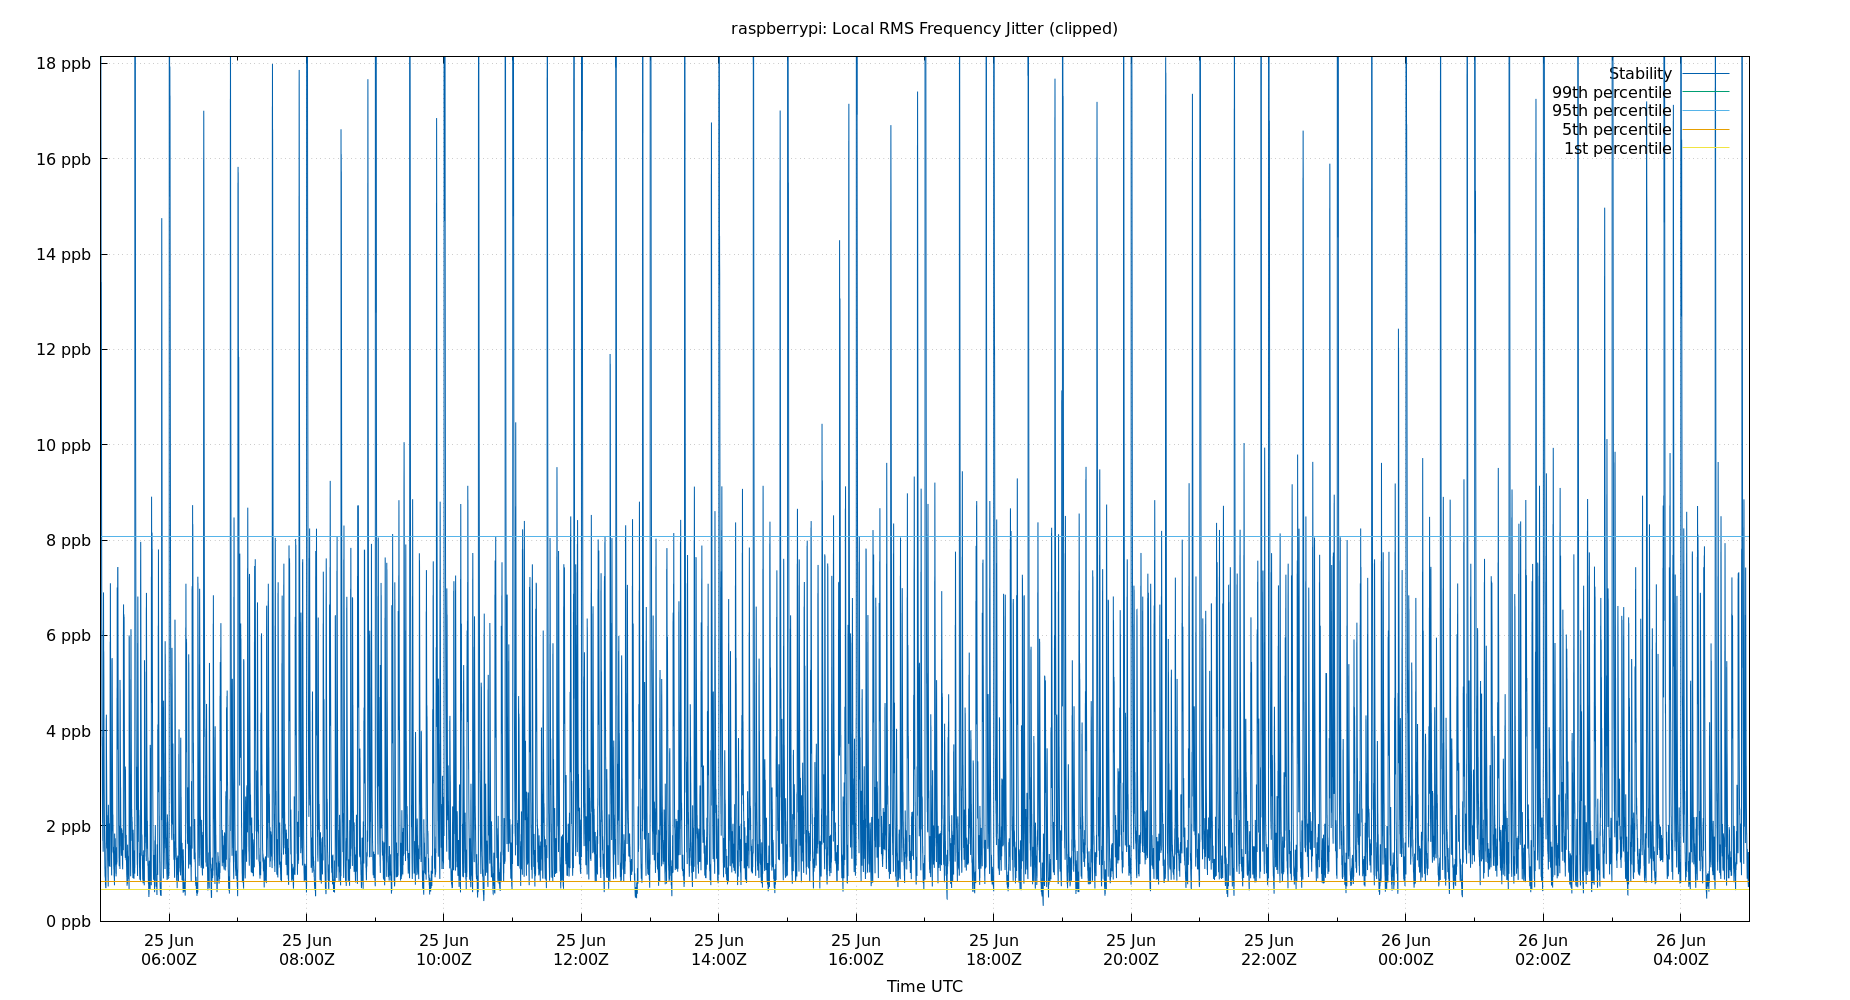 raspberrypi: Local RMS Frequency Jitter (clipped)
18 ppb
16 ppb
14 ppb
12 ppb
10 ppb
8 ppb
6 ppb
4 ppb
2 ppb
0 ppb
Stability
99th percentile
95th percentile
5th percentile
1st percentile
25 Jun 25 Jun 25 Jun 25 Jun 25 Jun 25 Jun 25 Jun 25 Jun 25 Jun 26 Jun 26 Jun 26 Jun
06:00Z 08:00Z 10:00Z 12:00Z 14:00Z 16:00Z 18:00Z 20:00Z 22:00Z 00:00Z 02:00Z 04:00Z
Time UTC